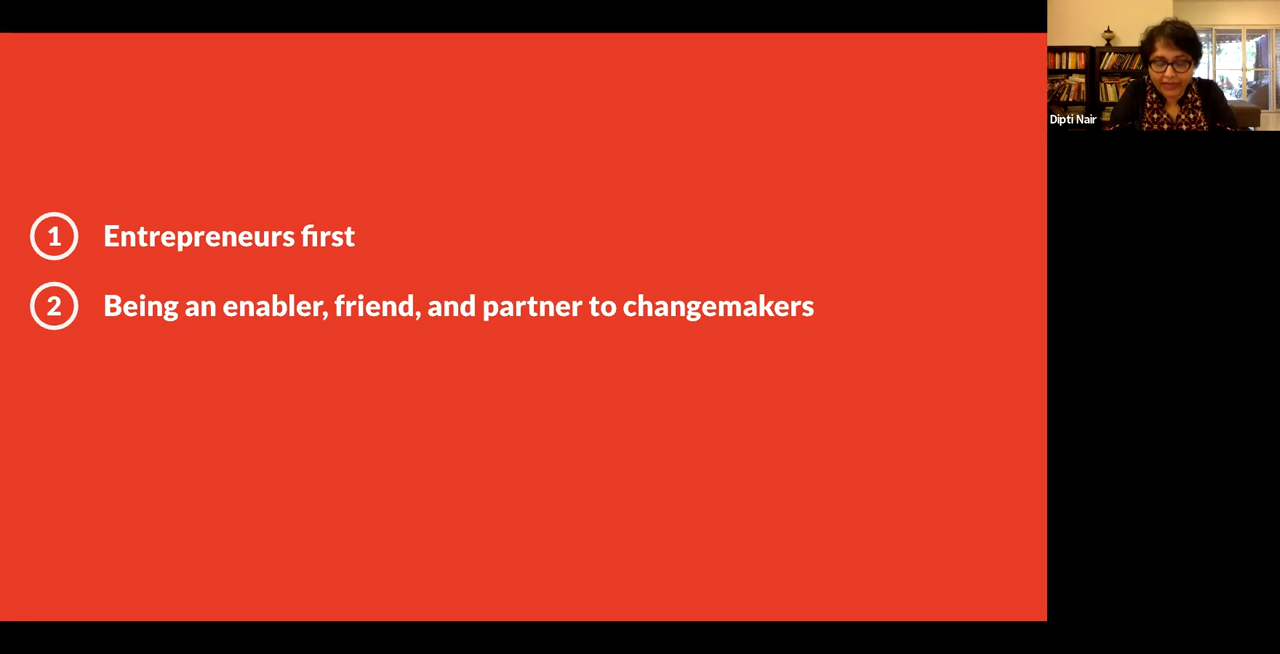 1 Entrepreneurs first
2 Being an enabler, friend, and partner to changemakers
Dipti Nair